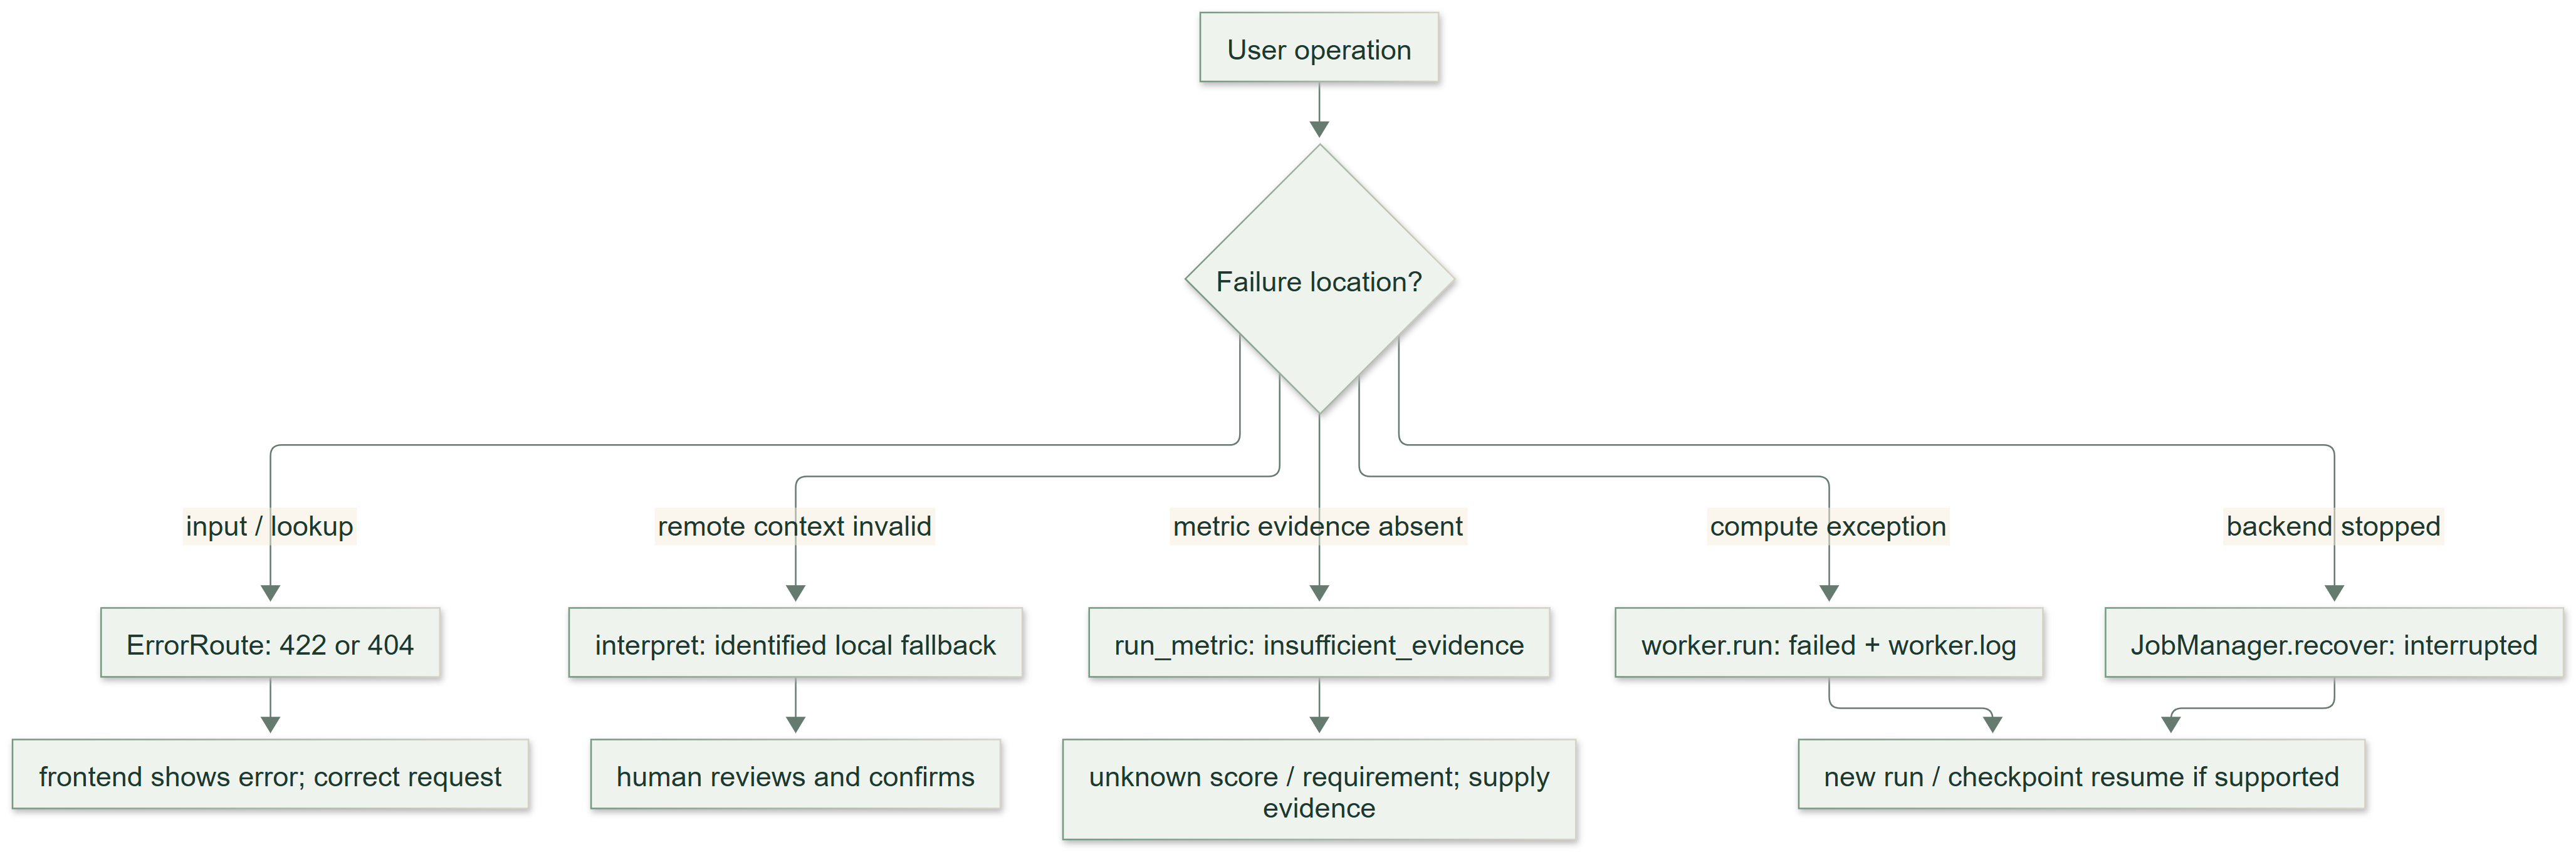 User operation
Failure location?
input / lookup
remote context invalid
metric evidence absent
compute exception
backend stopped
ErrorRoute: 422 or 404
interpret: identified local fallback
run_metric: insufficient_evidence
worker.run: failed + worker.log
JobManager.recover: interrupted
frontend shows error; correct request
human reviews and confirms
unknown score / requirement; supply
evidence
new run / checkpoint resume if supported